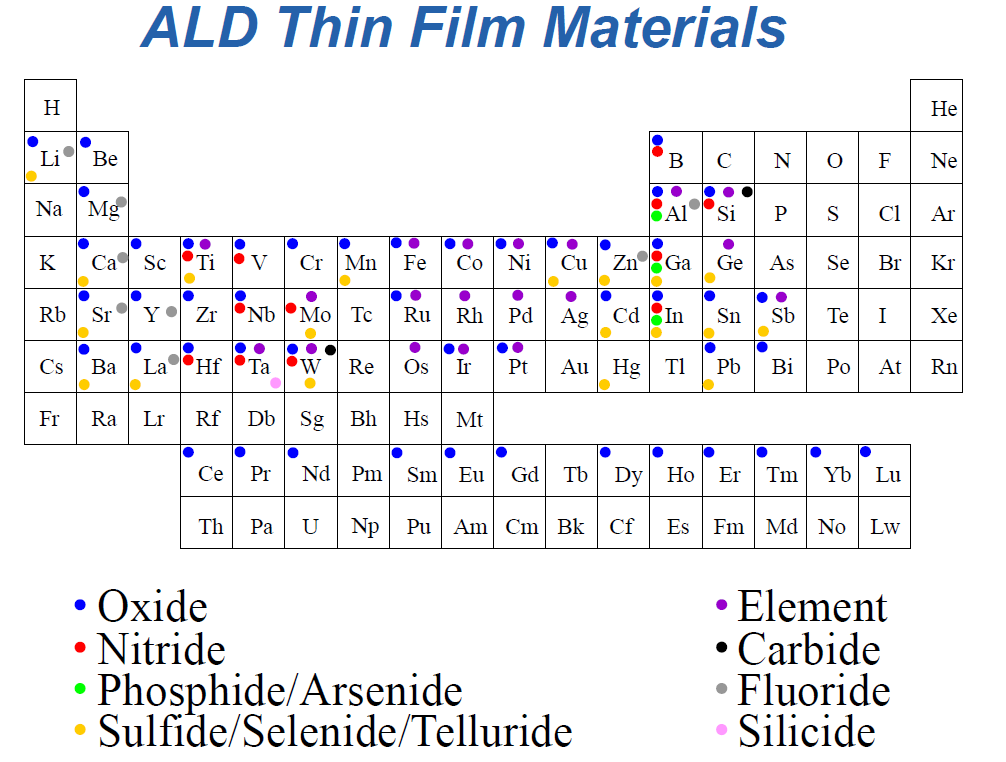 ALD Thin Film Materials
H He
Li Be B C N O F Ne
Na Mg Al Si P S Cl Ar
K Ca Sc Ti V Cr Mn Fe Co Ni Cu Zn Ga Ge As Se Br Kr
Rb Sr Y Zr Nb Mo Tc Ru Rh Pd Ag Cd In Sn Sb Te I Xe
Cs Ba La Hf Ta W Re Os Ir Pt Au Hg Tl Pb Bi Po At Rn
Fr Ra Lr Rf Db Sg Bh Hs Mt
Ce Pr Nd Pm Sm Eu Gd Tb Dy Ho Er Tm Yb Lu
Th Pa U Np Pu Am Cm Bk Cf Es Fm Md No Lw
Oxide
Nitride
Phosphide/Arsenide
Sulfide/Selenide/Telluride
Element
Carbide
Fluoride
Silicide